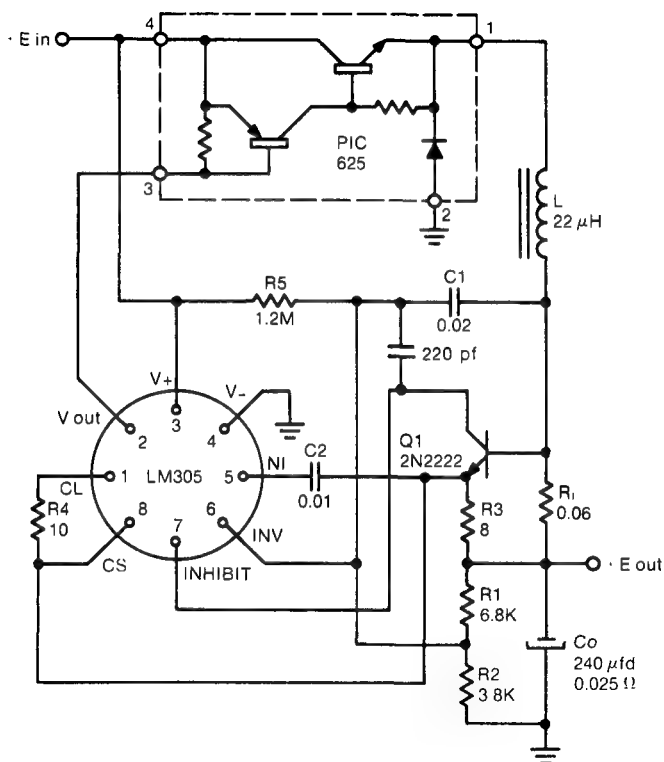 · E in
4
1
PIC
625
3
2
L
22 µH
R5
1.2M
C1
0.02
220 pf
V+
V-
V out
3
2
4
Q1
2N2222
C2
0.01
NI
1
LM305
5
CL
R4
10
8
7
6
INV
CS
INHIBIT
R3
8
Rı
0.06
· E out
R1
6.8K
R2
3 8K
Co
240 µfd
0.025 Ω